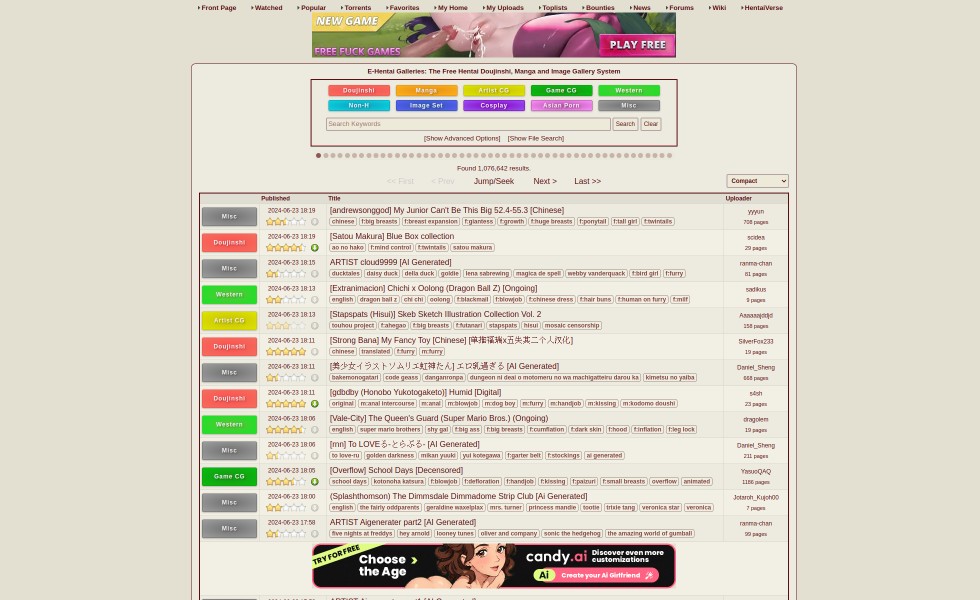 Front Page Watched Popular Torrents Favorites My Home My Uploads Toplists Bounties News Forums Wiki HentaiVerse
NEW GAME
FREE FUCK GAMES
PLAY FREE
E-Hentai Galleries: The Free Hentai Doujinshi, Manga and Image Gallery System
Doujinshi Manga Artist CG Game CG Western
Non-H Image Set Cosplay Asian Porn Misc
Search Keywords Search Clear
[Show Advanced Options] [Show File Search]
Found 1,076,642 results.
<< First < Prev Jump/Seek Next > Last >> Compact
Published Title Uploader
Misc 2024-06-23 18:19 [andrewsonggod] My Junior Can't Be This Big 52.4-55.3 [Chinese] yyyun
chinese f:big breasts f:breast expansion f:giantess f:growth f:huge breasts f:ponytail f:tall girl f:twintails 708 pages
Doujinshi 2024-06-23 18:19 [Satou Makura] Blue Box collection scidea
ao no hako f:mind control f:twintails satou makura 29 pages
Misc 2024-06-23 18:15 ARTIST cloud9999 [AI Generated] ranma-chan
ducktales daisy duck della duck goldie lena sabrewing magica de spell webby vanderquack f:bird girl f:furry 81 pages
Western 2024-06-23 18:13 [Extranimacion] Chichi x Oolong (Dragon Ball Z) [Ongoing] sadikus
english dragon ball z chi chi oolong f:blackmail f:blowjob f:chinese dress f:hair buns f:human on furry f:milf 9 pages
Artist CG 2024-06-23 18:13 [Stapspats (Hisui)] Skeb Sketch Illustration Collection Vol. 2 Aaaaaajddjd
touhou project f:ahegao f:big breasts f:futanari stapspats hisui mosaic censorship 158 pages
Doujinshi 2024-06-23 18:11 [Strong Bana] My Fancy Toy [Chinese] SilverFox233
chinese translated f:furry m:furry 19 pages
Misc 2024-06-23 18:11 [美少女イラストソムリエ虹神たん] エロ乳過ぎる [AI Generated] Daniel_Sheng
bakemonogatari code geass danganronpa dungeon ni deai o motomeru no wa machigatteiru darou ka kimetsu no yaiba 668 pages
Doujinshi 2024-06-23 18:11 [gdbdby (Honobo Yukotogaketo)] Humid [Digital] s4sh
original m:anal intercourse m:anal m:blowjob m:dog boy m:furry m:handjob m:kissing m:kodomo doushi 23 pages
Western 2024-06-23 18:06 [Vale-City] The Queen's Guard (Super Mario Bros.) (Ongoing) dragolem
english super mario brothers shy gal f:big ass f:big breasts f:cumflation f:dark skin f:hood f:inflation f:leg lock 19 pages
Misc 2024-06-23 18:06 [mn] To LOVEる-とらぶる- [AI Generated] Daniel_Sheng
to love-ru golden darkness mikan yuuki yui kotegawa f:garter belt f:stockings ai generated 211 pages
Game CG 2024-06-23 18:05 [Overflow] School Days [Decensored] YasuoQAQ
school days kotonoha katsura f:blowjob f:defloration f:handjob f:kissing f:paizuri f:small breasts overflow animated 1186 pages
Misc 2024-06-23 18:00 (Splashthomson) The Dimmsdale Dimmadome Strip Club [Ai Generated] Jotaroh_Kujoh00
english the fairly oddparents geraldine waxelplax mrs. turner princess mandie tootie trixie tang veronica star veronica 7 pages
Misc 2024-06-23 17:58 ARTIST Aigenerater part2 [AI Generated] ranma-chan
five nights at freddys hey arnold looney tunes oliver and company sonic the hedgehog the amazing world of gumball 99 pages
TRY FOR FREE
Choose the Age
candy.ai Discover even more customizations
Ai Create your AI Girlfriend